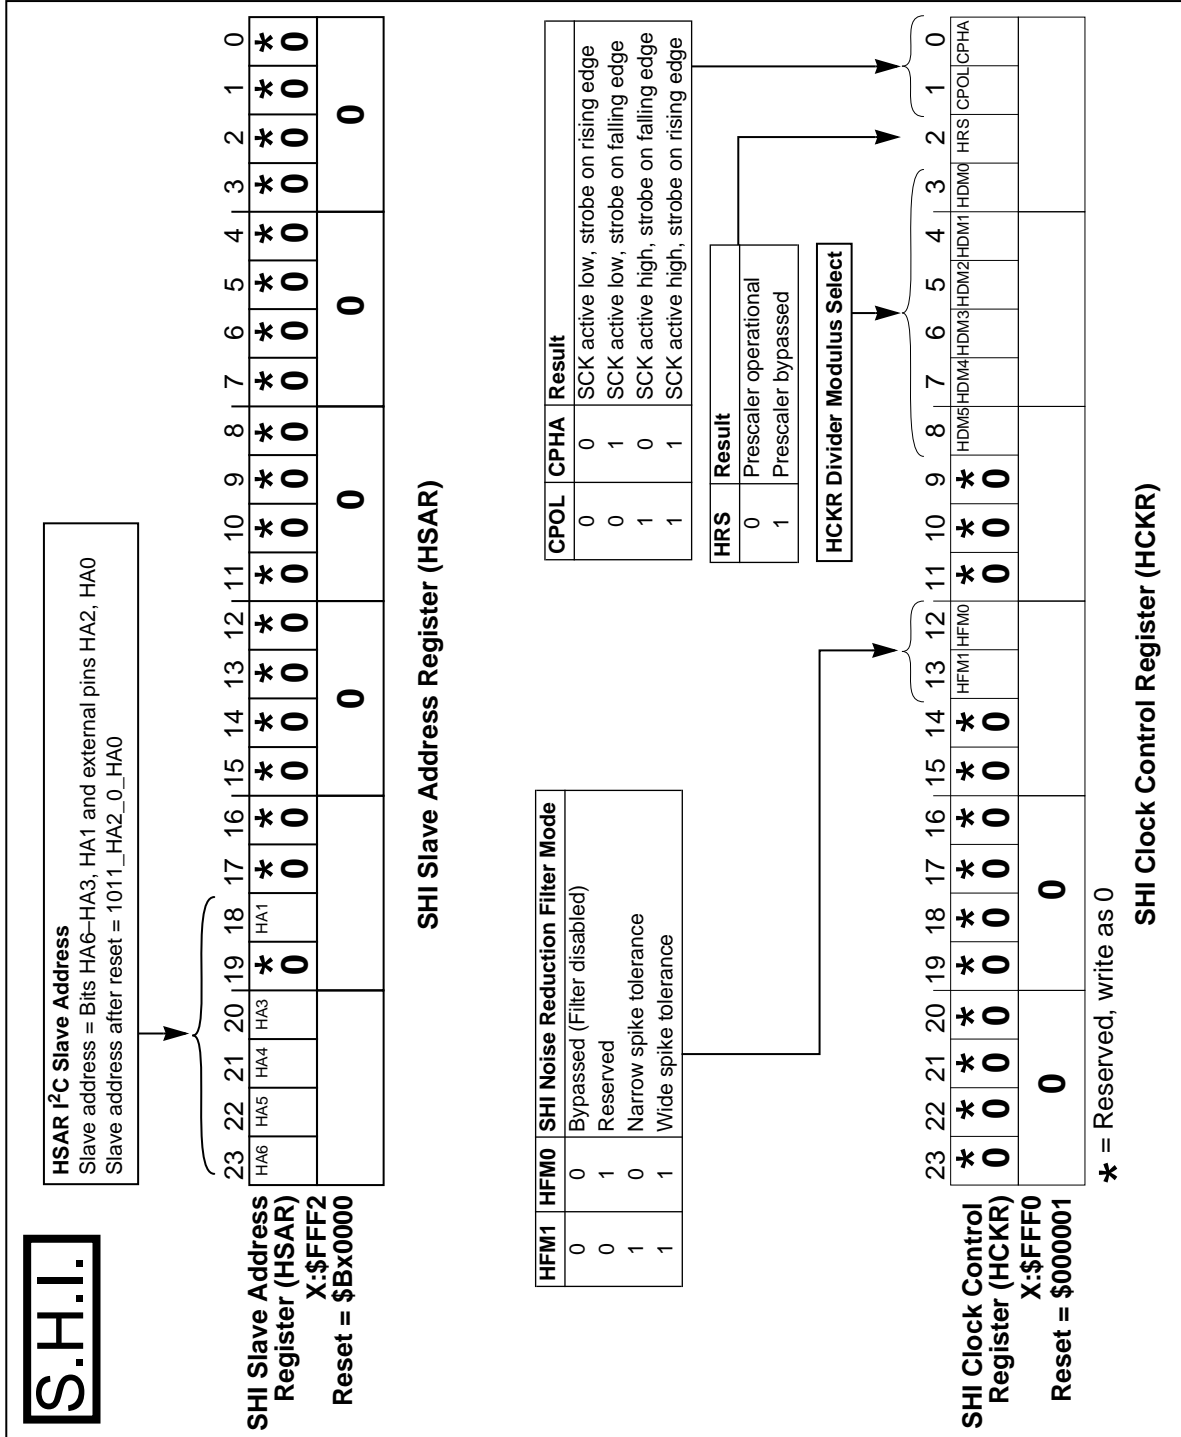 S.H.I.
HSAR I²C Slave Address
Slave address = Bits HA6–HA3, HA1 and external pins HA2, HA0
Slave address after reset = 1011_HA2_0_HA0
23 22 21 20 19 18 17 16 15 14 13 12 11 10 9 8 7 6 5 4 3 2 1 0
SHI Slave Address
Register (HSAR)
X:$FFF2
Reset = $Bx0000
HA6 HA5 HA4 HA3 * HA1 * * * * * * * * * * * * * * * * * *
0 0 0 0 0 0 0 0 0 0 0 0 0 0 0 0 0 0 0
0 0 0 0
SHI Slave Address Register (HSAR)
HFM1 HFM0 SHI Noise Reduction Filter Mode
0 0 Bypassed (Filter disabled)
0 1 Reserved
1 0 Narrow spike tolerance
1 1 Wide spike tolerance
CPOL CPHA Result
0 0 SCK active low, strobe on rising edge
0 1 SCK active low, strobe on falling edge
1 0 SCK active high, strobe on falling edge
1 1 SCK active high, strobe on rising edge
HRS Result
0 Prescaler operational
1 Prescaler bypassed
HCKR Divider Modulus Select
23 22 21 20 19 18 17 16 15 14 13 12 11 10 9 8 7 6 5 4 3 2 1 0
SHI Clock Control
Register (HCKR)
X:$FFF0
Reset = $000001
* * * * * * * * * * HFM1 HFM0 * * * HDM5 HDM4 HDM3 HDM2 HDM1 HDM0 HRS CPOL CPHA
0 0 0 0 0 0 0 0 0 0 0 0 0
0 0
* = Reserved, write as 0
SHI Clock Control Register (HCKR)